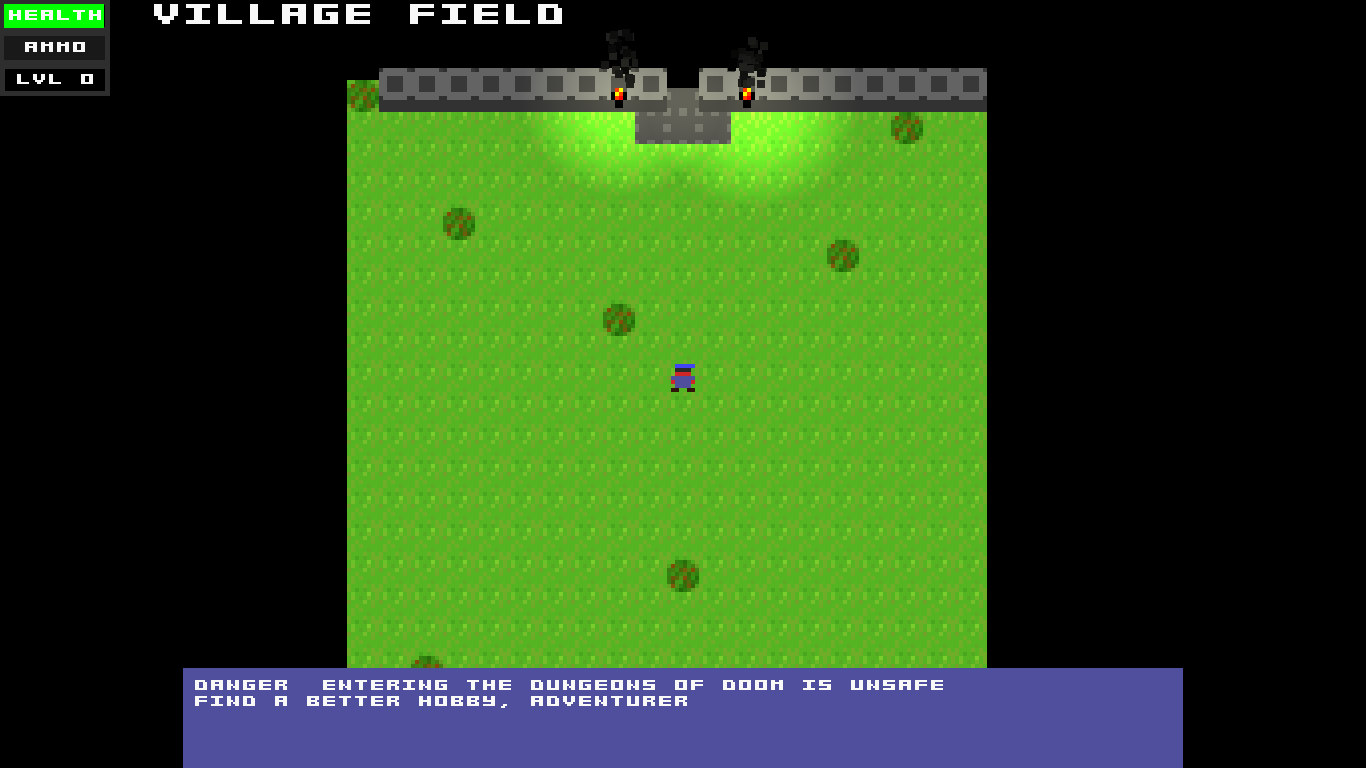 HEALTH
AMMO
LVL 0
VILLAGE FIELD
DANGER  ENTERING THE DUNGEONS OF DOOM IS UNSAFE
FIND A BETTER HOBBY, ADVENTURER